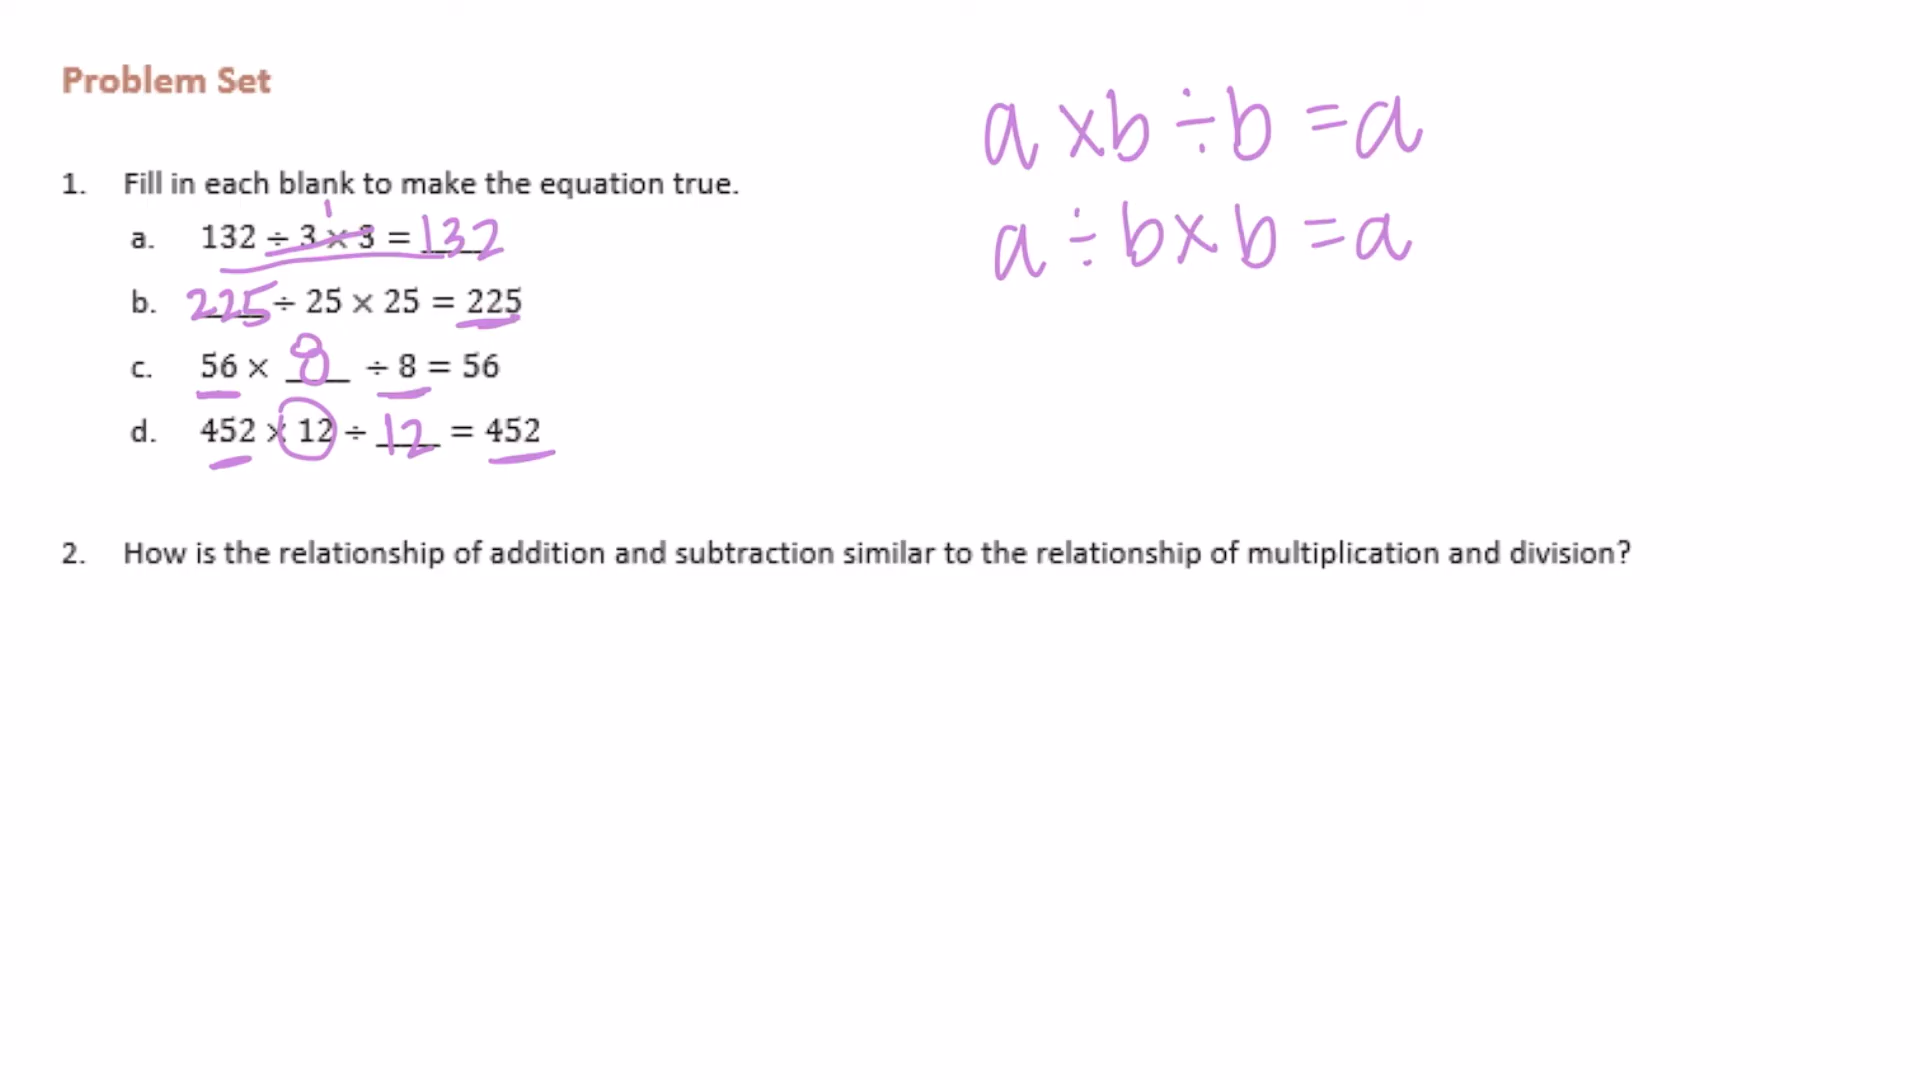 Problem Set
a × b ÷ b = a
a ÷ b × b = a
1. Fill in each blank to make the equation true.
1
a. 132 ÷ 3 × 3 = 132
b. 225 ÷ 25 × 25 = 225
c. 56 × 8 ÷ 8 = 56
d. 452 × 12 ÷ 12 = 452
2. How is the relationship of addition and subtraction similar to the relationship of multiplication and division?